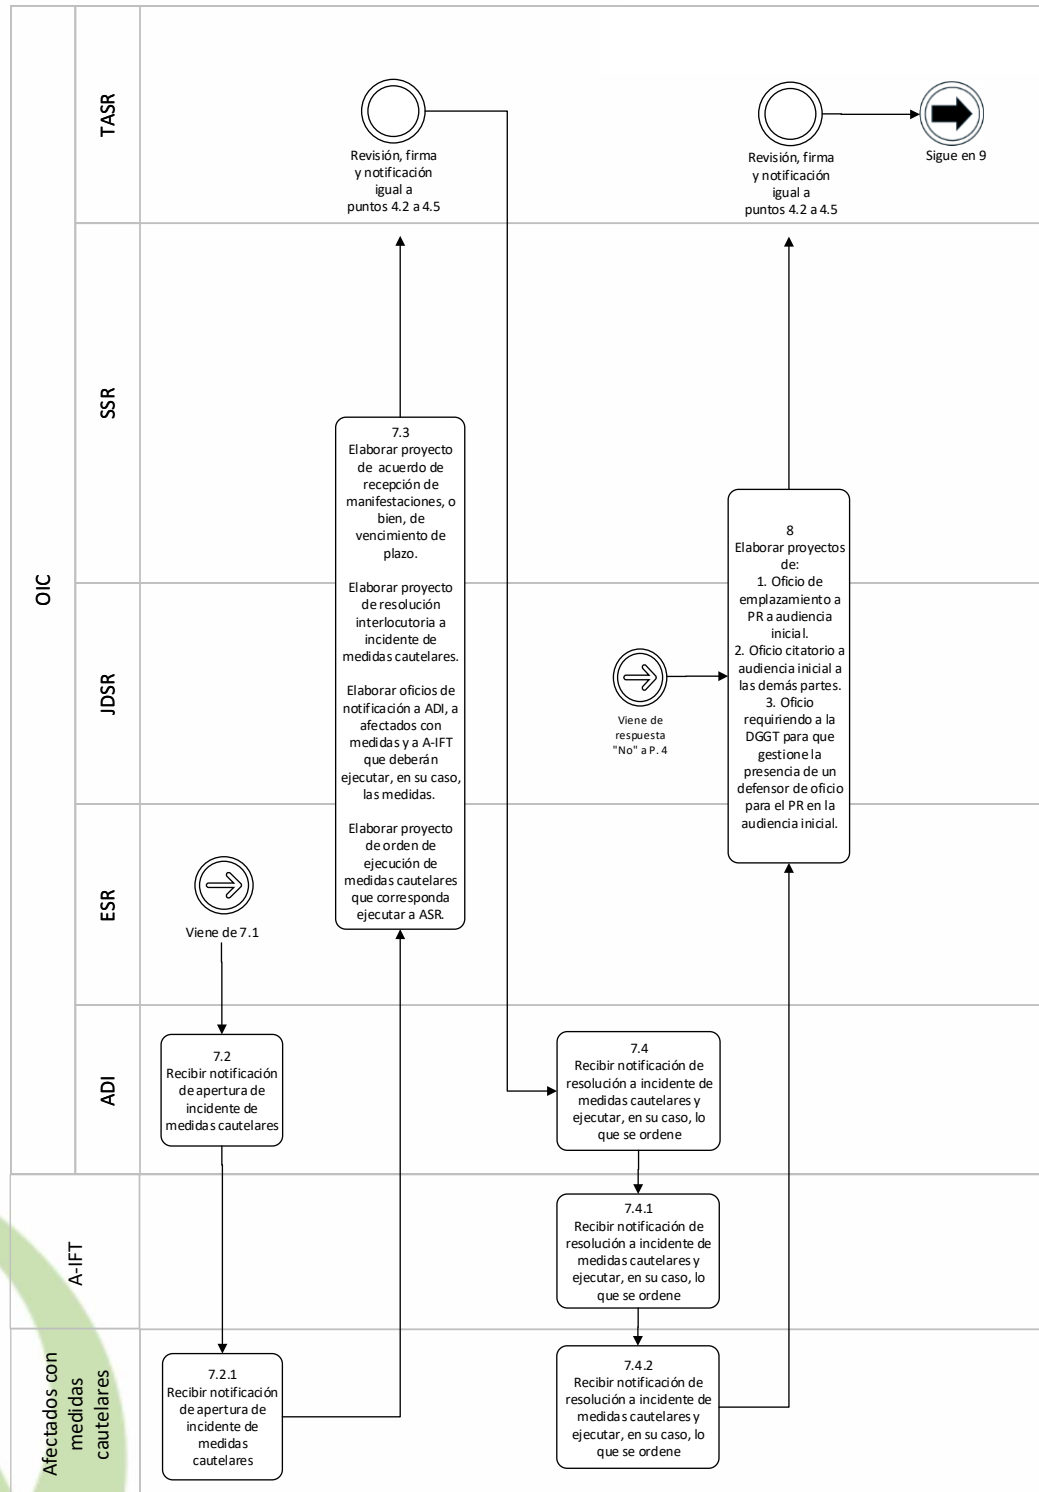 OIC
TASR
Revisión, firma
y notificación
igual a
puntos 4.2 a 4.5
Revisión, firma
y notificación
igual a
puntos 4.2 a 4.5
Sigue en 9
SSR
7.3
Elaborar proyecto
de acuerdo de
recepción de
manifestaciones, o
bien, de
vencimiento de
plazo.
Elaborar proyecto
de resolución
interlocutoria a
incidente de
medidas cautelares.
Elaborar oficios de
notificación a ADI, a
afectados con
medidas y a A-IFT
que deberán
ejecutar, en su caso,
las medidas.
Elaborar proyecto
de orden de
ejecución de
medidas cautelares
que corresponda
ejecutar a ASR.
8
Elaborar proyectos
de:
1. Oficio de
emplazamiento a
PR a audiencia
inicial.
2. Oficio citatorio a
audiencia inicial a
las demás partes.
3. Oficio
requiriendo a la
DGGT para que
gestione la
presencia de un
defensor de oficio
para el PR en la
audiencia inicial.
JDSR
Viene de
respuesta
"No" a P. 4
ESR
Viene de 7.1
ADI
7.2
Recibir notificación
de apertura de
incidente de
medidas cautelares
7.4
Recibir notificación de
resolución a incidente de
medidas cautelares y
ejecutar, en su caso, lo
que se ordene
A-IFT
7.4.1
Recibir notificación de
resolución a incidente de
medidas cautelares y
ejecutar, en su caso, lo
que se ordene
Afectados con
medidas
cautelares
7.2.1
Recibir notificación
de apertura de
incidente de
medidas
cautelares
7.4.2
Recibir notificación de
resolución a incidente de
medidas cautelares y
ejecutar, en su caso, lo
que se ordene